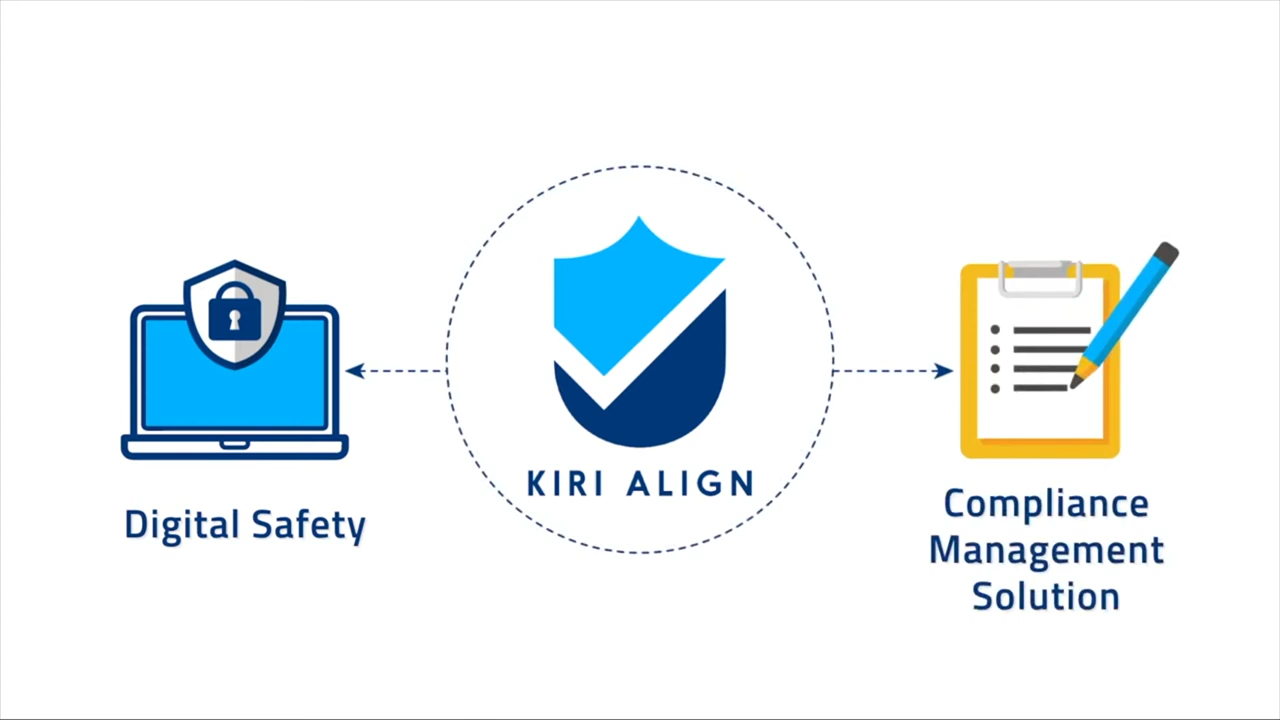 KIRI ALIGN
Digital Safety
Compliance
Management
Solution